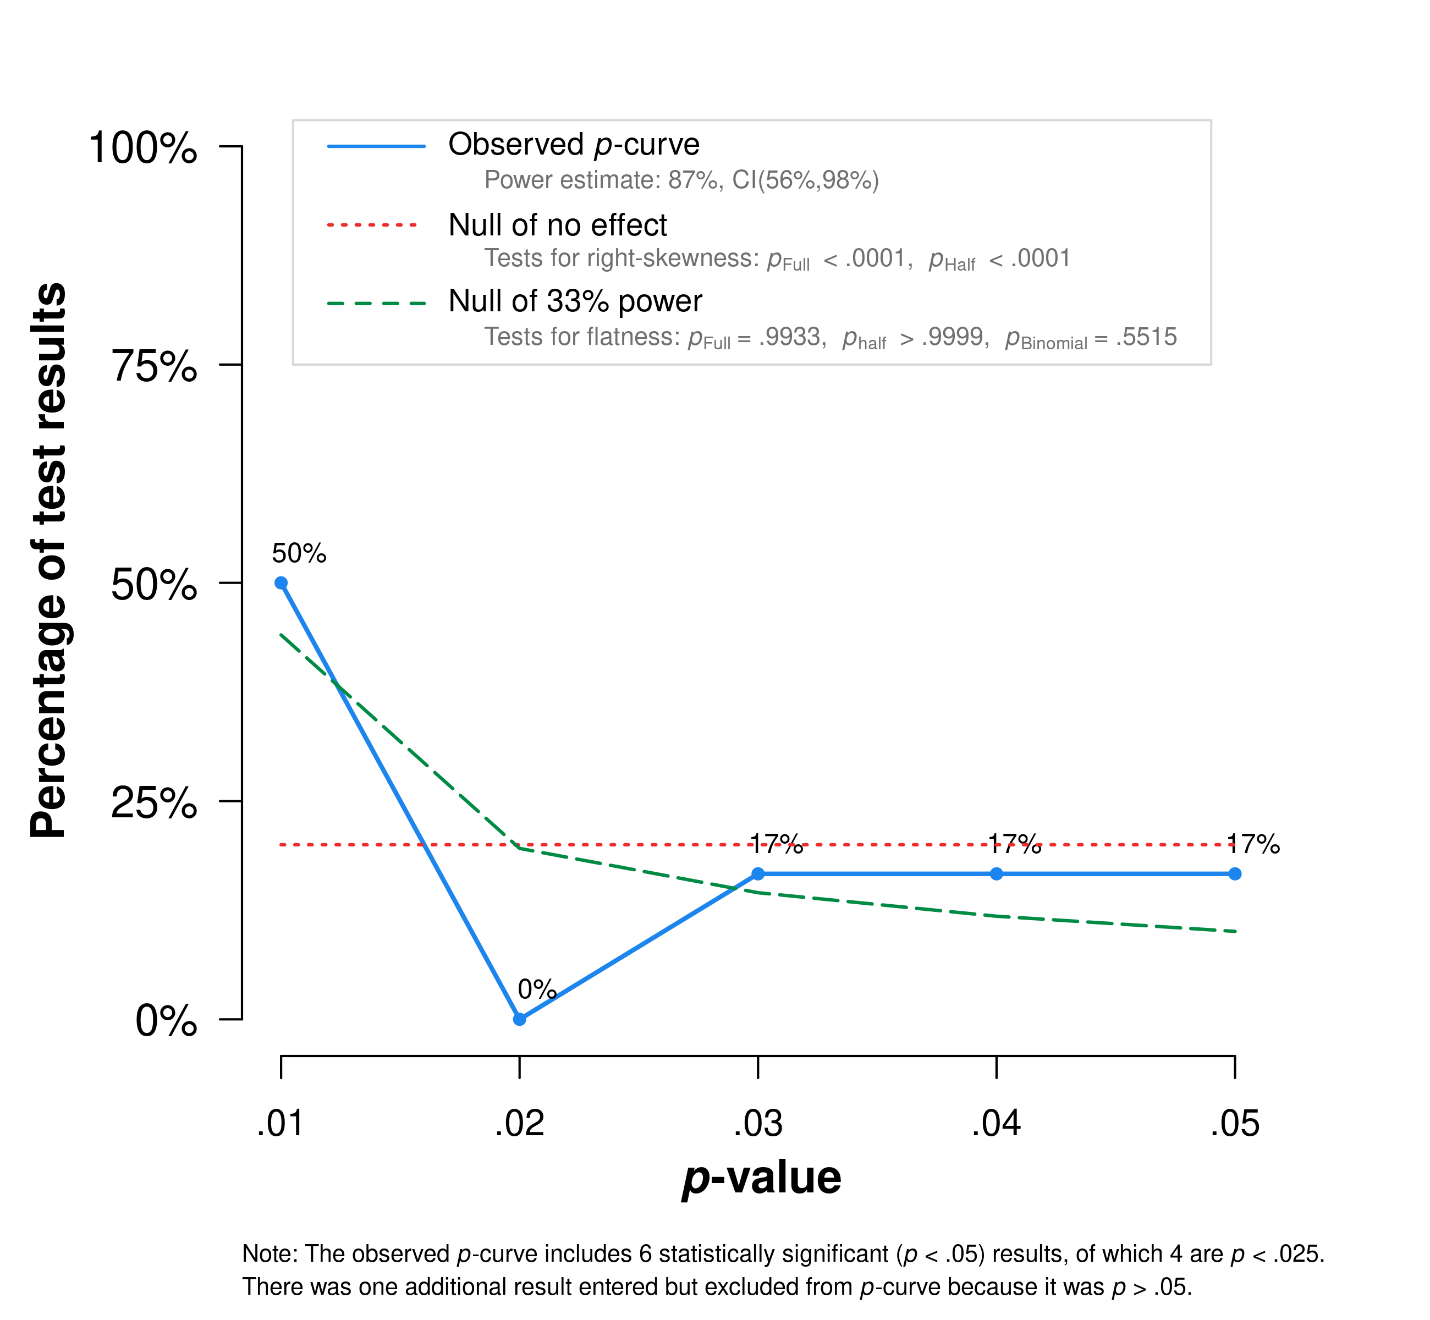 100%
75%
50%
25%
0%
Percentage of test results
Observed p-curve
Power estimate: 87%, CI(56%,98%)
Null of no effect
Tests for right-skewness: pFull < .0001, pHalf < .0001
Null of 33% power
Tests for flatness: pFull = .9933, phalf > .9999, pBinomial = .5515
50%
0%
17%
17%
17%
.01
.02
.03
.04
.05
p-value
Note: The observed p-curve includes 6 statistically significant (p < .05) results, of which 4 are p < .025.
There was one additional result entered but excluded from p-curve because it was p > .05.